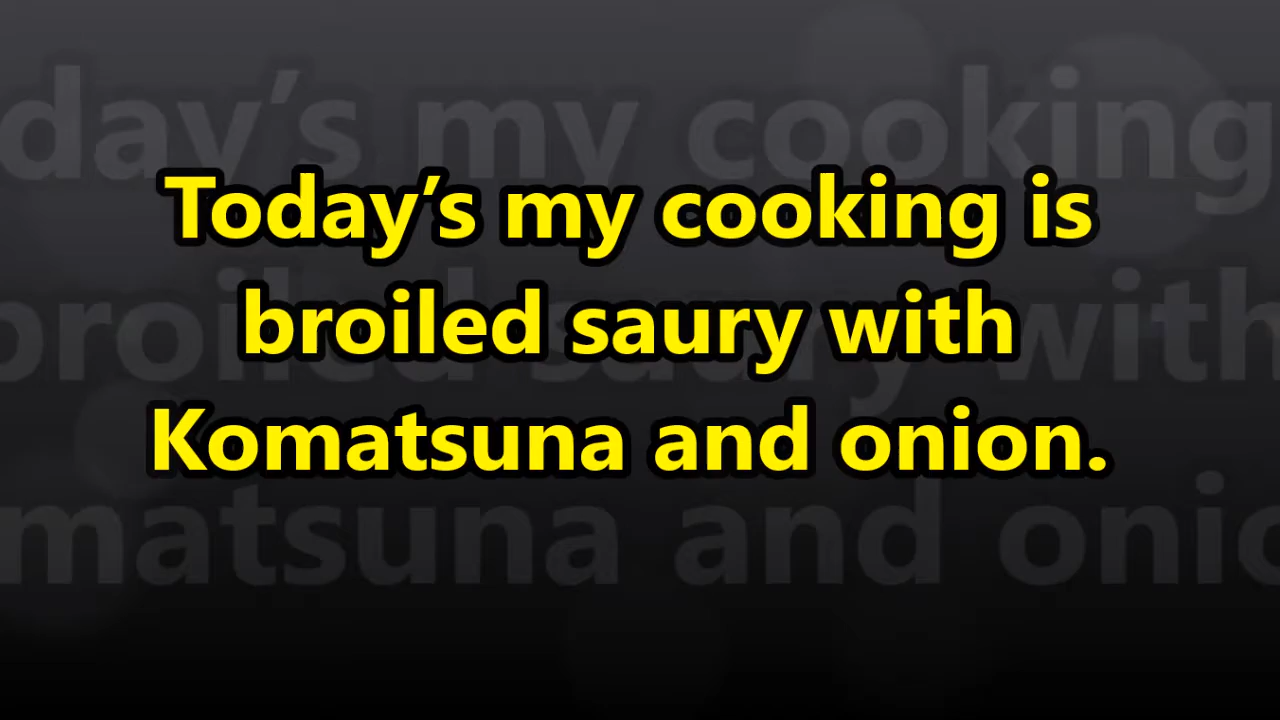 Today’s my cooking is
broiled saury with
Komatsuna and onion.